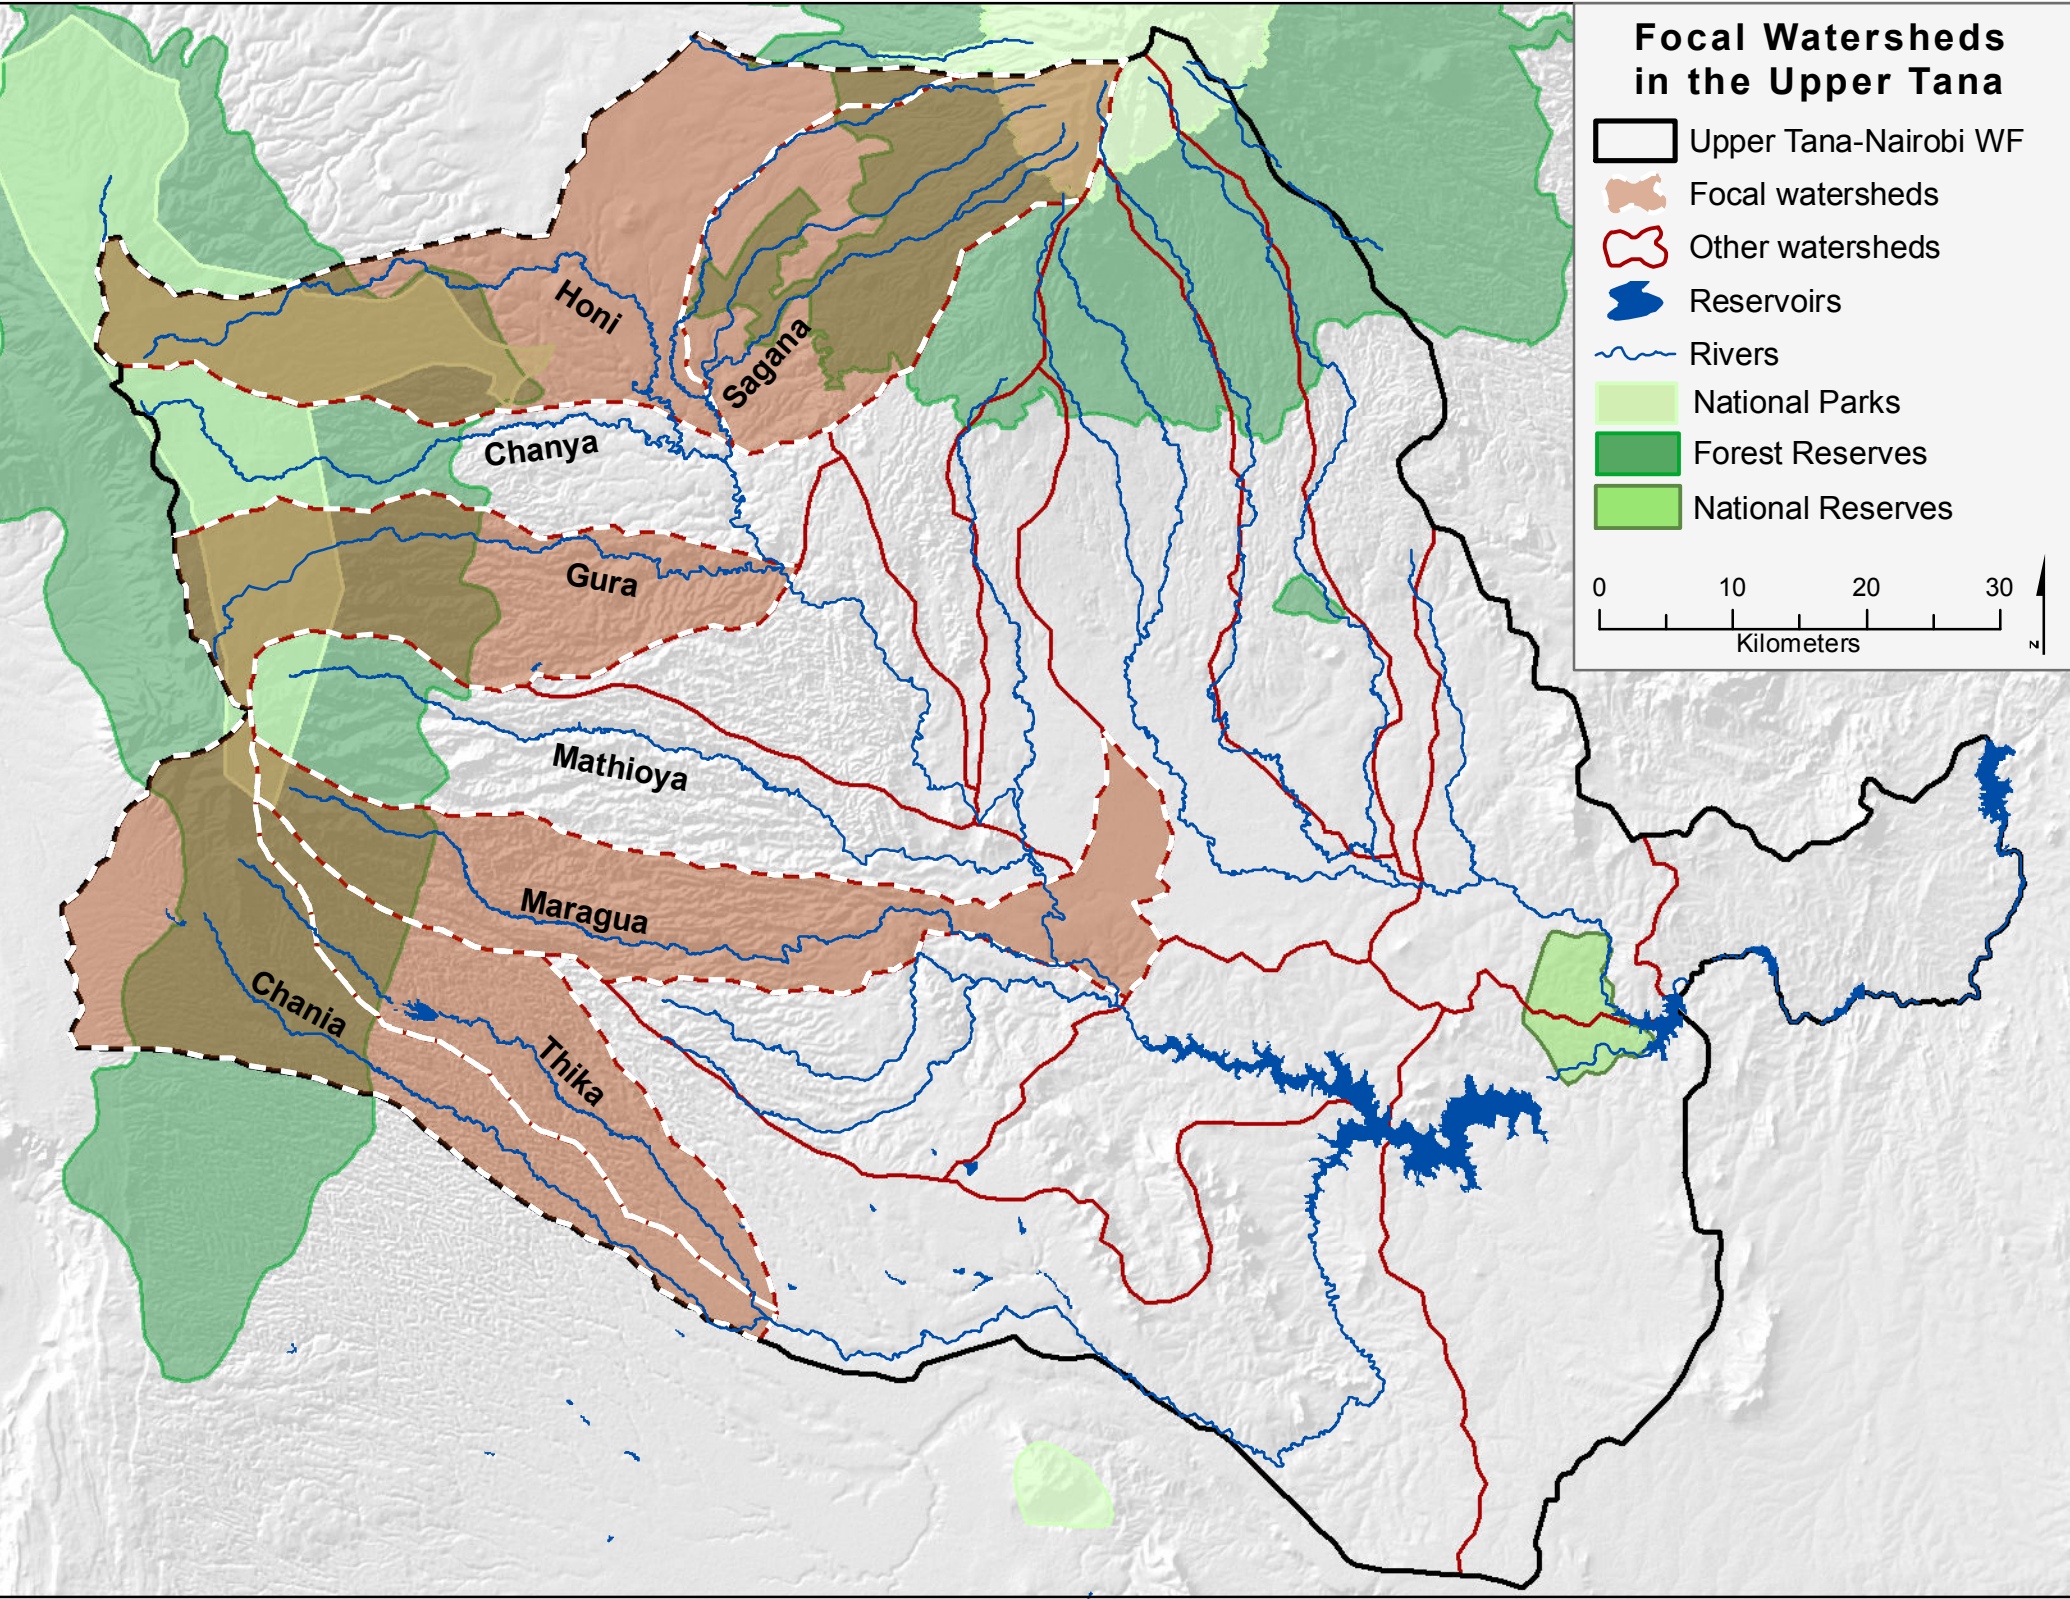 Focal Watersheds
in the Upper Tana
Upper Tana-Nairobi WF
Focal watersheds
Other watersheds
Reservoirs
Rivers
National Parks
Forest Reserves
National Reserves
0 10 20 30
Kilometers
N
Honi
Sagana
Chanya
Gura
Mathioya
Maragua
Chania
Thika